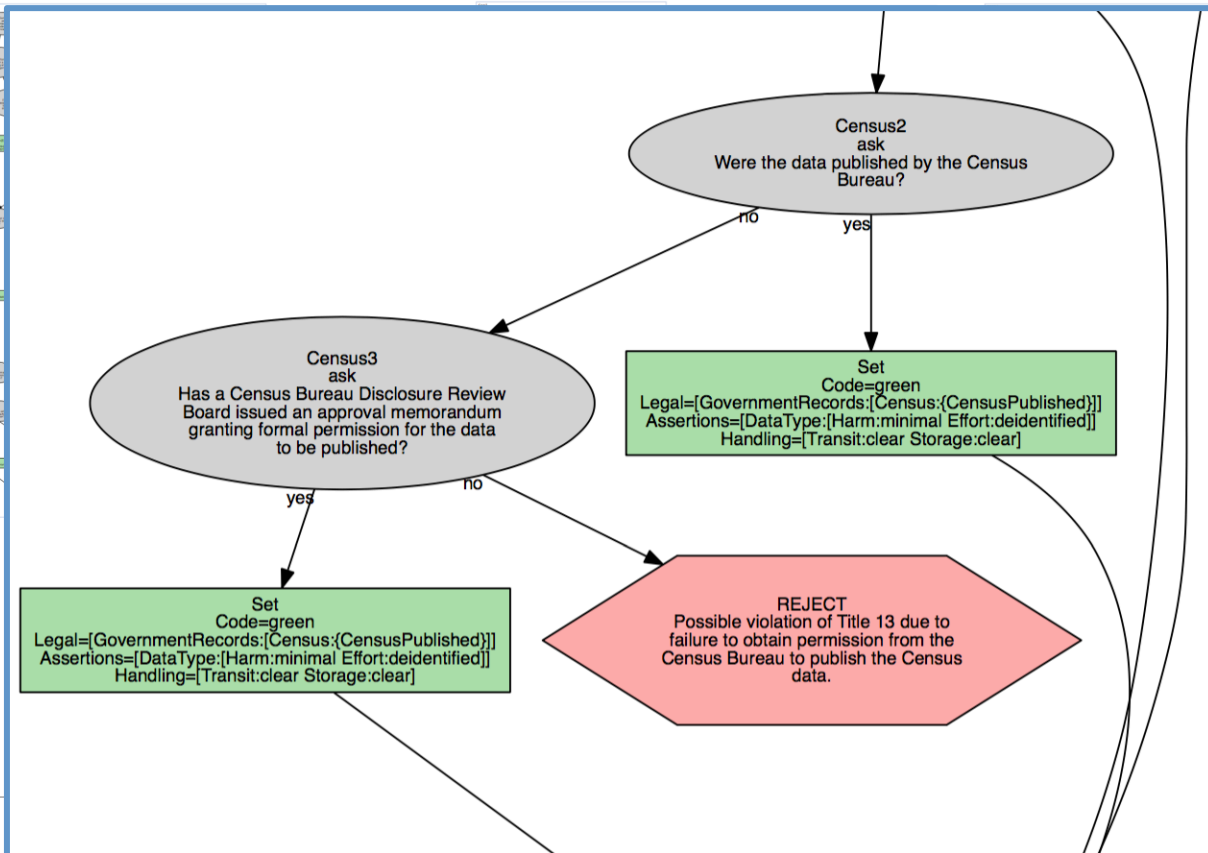 Census2
ask
Were the data published by the Census
Bureau?
no
yes
Census3
ask
Has a Census Bureau Disclosure Review
Board issued an approval memorandum
granting formal permission for the data
to be published?
Set
Code=green
Legal=[GovernmentRecords:[Census:{CensusPublished}]]
Assertions=[DataType:[Harm:minimal Effort:deidentified]]
Handling=[Transit:clear Storage:clear]
yes
no
Set
Code=green
Legal=[GovernmentRecords:[Census:{CensusPublished}]]
Assertions=[DataType:[Harm:minimal Effort:deidentified]]
Handling=[Transit:clear Storage:clear]
REJECT
Possible violation of Title 13 due to
failure to obtain permission from the
Census Bureau to publish the Census
data.